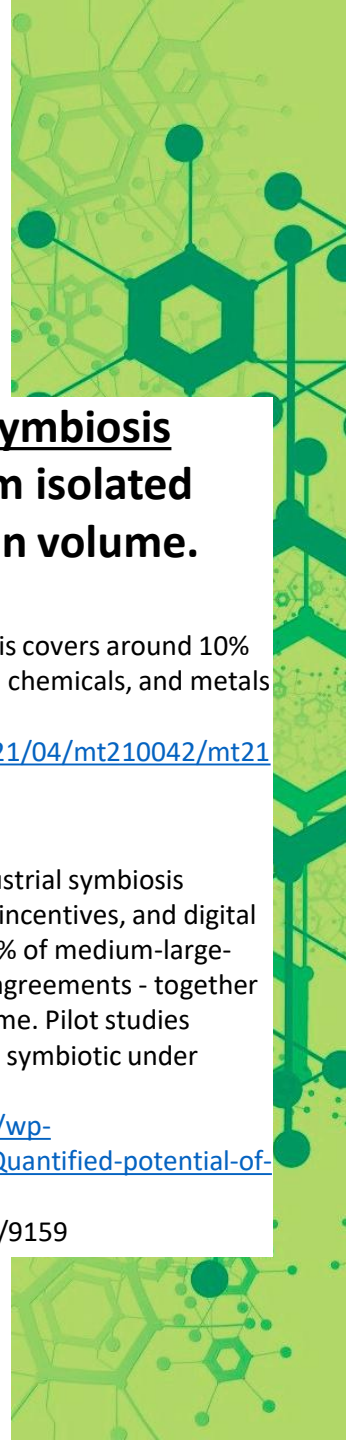 ymbiosis
m isolated
n volume.
is covers around 10%
chemicals, and metals
21/04/mt210042/mt21
ustrial symbiosis
incentives, and digital
% of medium-large-
agreements - together
me. Pilot studies
symbiotic under
/wp-
Quantified-potential-of-
/9159